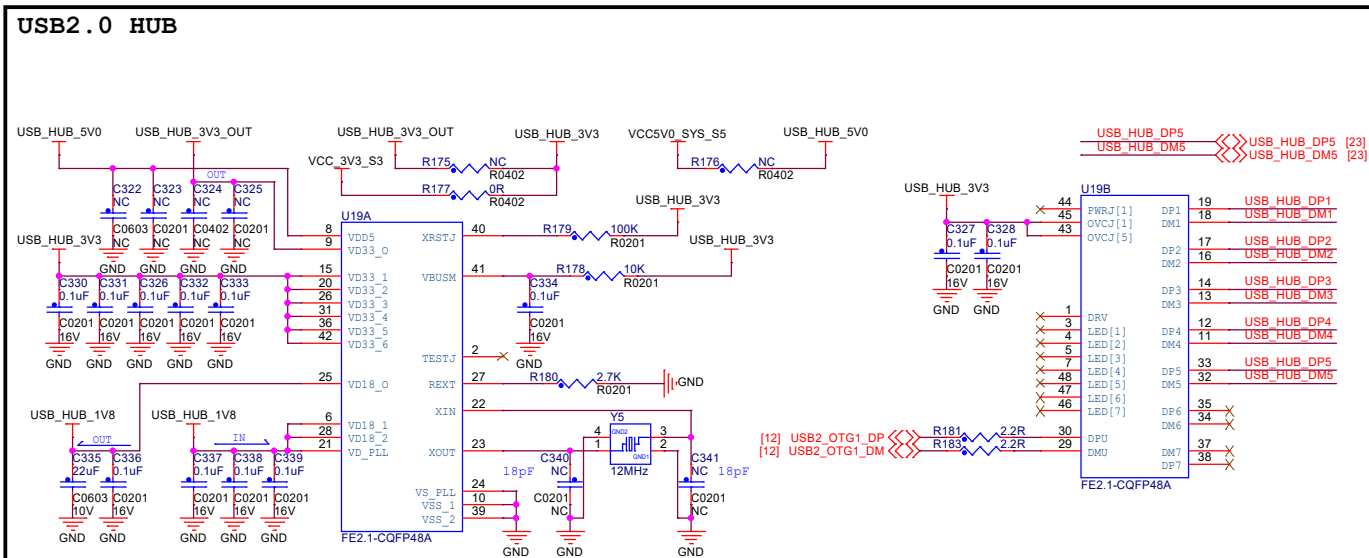 USB2.0 HUB
USB_HUB_5V0
USB_HUB_3V3_OUT
OUT
C322
NC
C0603
NC
GND
C323
NC
C0201
NC
GND
C324
NC
C0402
NC
GND
C325
NC
C0201
NC
GND
USB_HUB_3V3
C330
0.1uF
C0201
16V
GND
C331
0.1uF
C0201
16V
GND
C326
0.1uF
C0201
16V
GND
C332
0.1uF
C0201
16V
GND
C333
0.1uF
C0201
16V
GND
USB_HUB_1V8
OUT
C335
22uF
C0603
10V
GND
C336
0.1uF
C0201
16V
GND
USB_HUB_1V8
IN
C337
0.1uF
C0201
16V
GND
C338
0.1uF
C0201
16V
GND
C339
0.1uF
C0201
16V
GND
USB_HUB_3V3_OUT
USB_HUB_3V3
VCC_3V3_S3
R175 NC
R0402
R177 0R
R0402
VCC5V0_SYS_S5
USB_HUB_5V0
R176 NC
R0402
U19A
8 VDD5
9 VD33_O
15 VD33_1
20 VD33_2
26 VD33_3
31 VD33_4
36 VD33_5
42 VD33_6
25 VD18_O
6 VD18_1
28 VD18_2
21 VD_PLL
XRSTJ 40
VBUSM 41
TESTJ 2
REXT 27
XIN 22
XOUT 23
VS_PLL 24
VSS_1 10
VSS_2 39
FE2.1-CQFP48A
GND
USB_HUB_3V3
R179 100K
R0201
USB_HUB_3V3
R178 10K
R0201
C334
0.1uF
C0201
16V
GND
R180 2.7K
R0201
GND
Y5
4 GND2 3
1 GND1 2
12MHz
18pF
C340
NC
C0201
NC
GND
C341
NC 18pF
C0201
NC
GND
USB_HUB_DP5 USB_HUB_DP5 [23]
USB_HUB_DM5 USB_HUB_DM5 [23]
USB_HUB_3V3
C327
0.1uF
C0201
16V
GND
C328
0.1uF
C0201
16V
GND
U19B
44 PWRJ[1]
45 OVCJ[1]
43 OVCJ[5]
1 DRV
3 LED[1]
4 LED[2]
5 LED[3]
7 LED[4]
48 LED[5]
47 LED[6]
46 LED[7]
[12] USB2_OTG1_DP R181 2.2R 30 DPU
[12] USB2_OTG1_DM R183 2.2R 29 DMU
DP1 19 USB_HUB_DP1
DM1 18 USB_HUB_DM1
DP2 17 USB_HUB_DP2
DM2 16 USB_HUB_DM2
DP3 14 USB_HUB_DP3
DM3 13 USB_HUB_DM3
DP4 12 USB_HUB_DP4
DM4 11 USB_HUB_DM4
DP5 33 USB_HUB_DP5
DM5 32 USB_HUB_DM5
DP6 35
DM6 34
DM7 37
DP7 38
FE2.1-CQFP48A